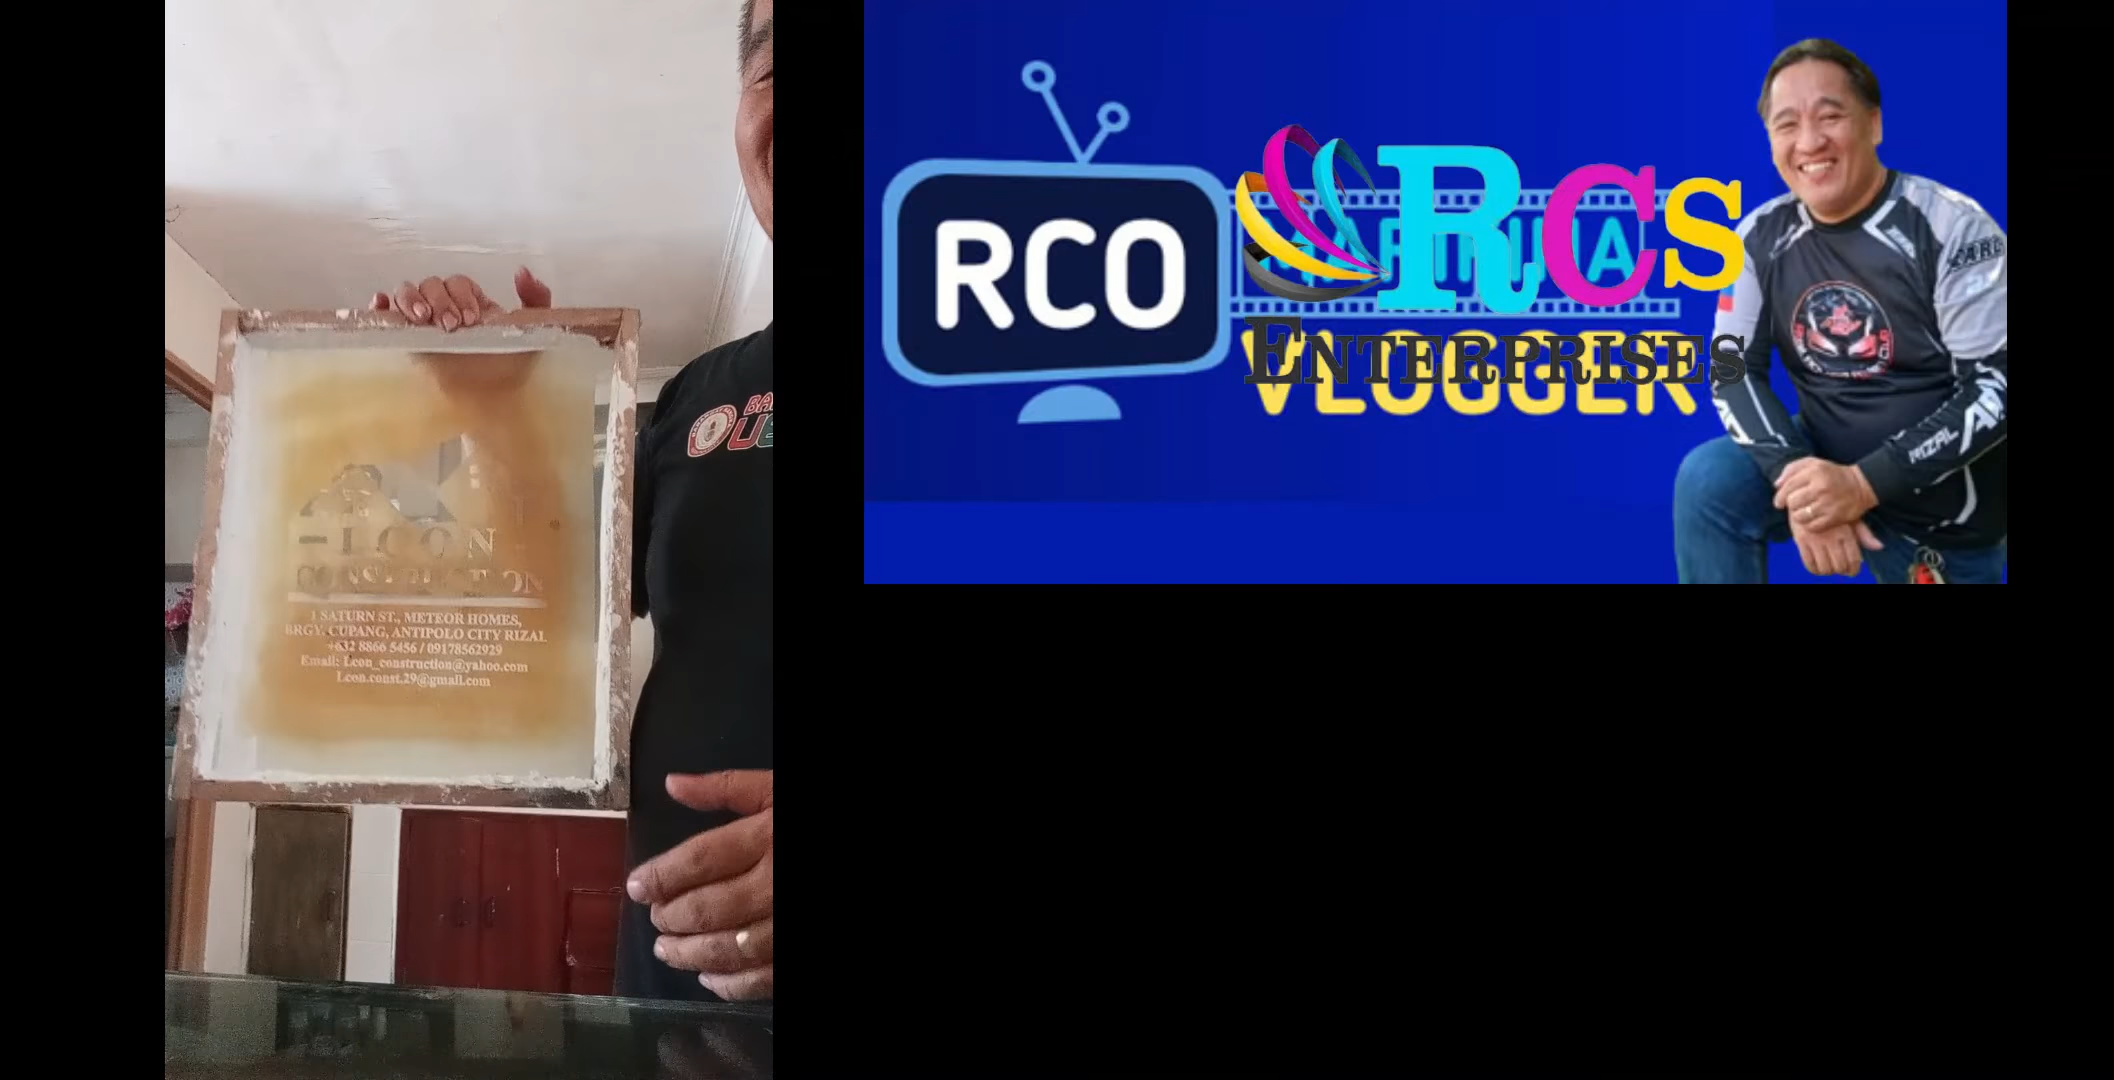 LCON
CONSTRUCTION
1 SATURN ST., METEOR HOMES,
BRGY. CUPANG, ANTIPOLO CITY RIZAL
+632 8866 5456 / 09178562929
Email: Lcon_construction@yahoo.com
Lcon.const.29@gmail.com
RCO
RCS
ENTERPRISES
VLOGGER
RIZAL